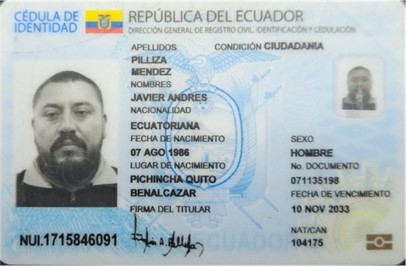 CÉDULA DE IDENTIDAD
REPÚBLICA DEL ECUADOR
DIRECCIÓN GENERAL DE REGISTRO CIVIL, IDENTIFICACIÓN Y CEDULACIÓN
APELLIDOS CONDICIÓN CIUDADANIA
PILLIZA
MENDEZ
NOMBRES
JAVIER ANDRES
NACIONALIDAD
ECUATORIANA
FECHA DE NACIMIENTO SEXO
07 AGO 1986 HOMBRE
LUGAR DE NACIMIENTO No. DOCUMENTO
PICHINCHA QUITO 071135198
BENALCAZAR FECHA DE VENCIMIENTO
FIRMA DEL TITULAR 10 NOV 2033
NAT/CAN
NUI.1715846091 104175